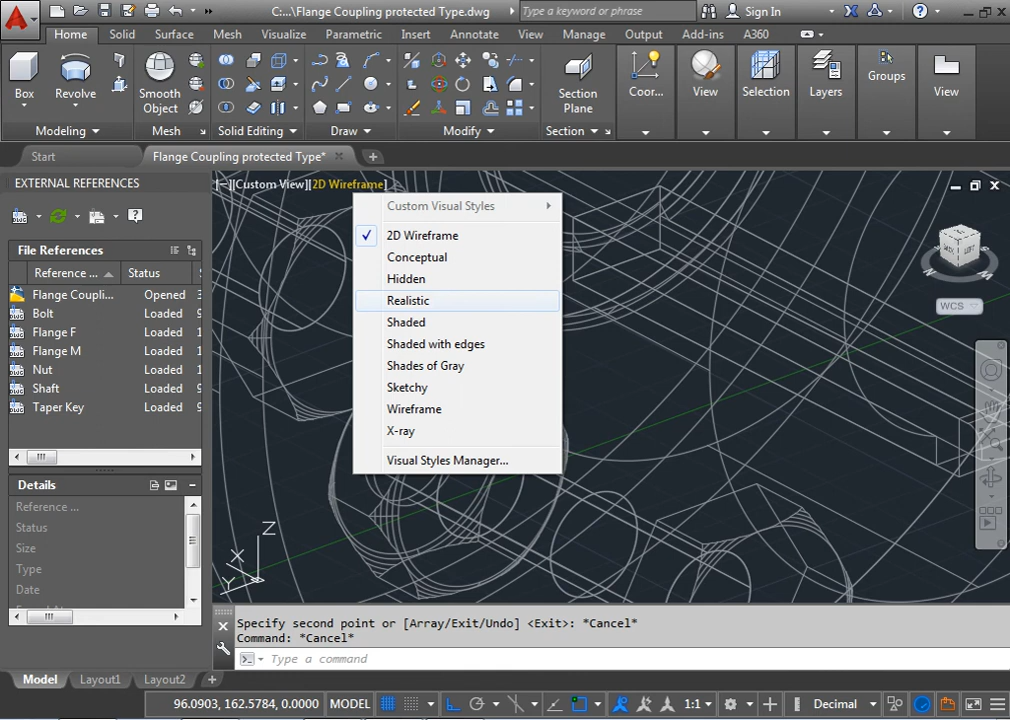 C:\...\Flange Coupling protected Type.dwg
Type a keyword or phrase
Sign In
Home Solid Surface Mesh Visualize Parametric Insert Annotate View Manage Output Add-ins A360
Box
Revolve
Smooth
Object
Section
Plane
Coor...
View
Selection
Layers
Groups
View
Modeling
Mesh
Solid Editing
Draw
Modify
Section
Start
Flange Coupling protected Type*
EXTERNAL REFERENCES
File References
Reference ... Status
Flange Coupli... Opened
Bolt Loaded
Flange F Loaded
Flange M Loaded
Nut Loaded
Shaft Loaded
Taper Key Loaded
Details
Reference ...
Status
Size
Type
Date
[−][Custom View][2D Wireframe]
Custom Visual Styles
2D Wireframe
Conceptual
Hidden
Realistic
Shaded
Shaded with edges
Shades of Gray
Sketchy
Wireframe
X-ray
Visual Styles Manager...
N
WCS
Z
X
Y
Specify second point or [Array/Exit/Undo] <Exit>: *Cancel*
Command: *Cancel*
Type a command
Model Layout1 Layout2
96.0903, 162.5784, 0.0000 MODEL 1:1 Decimal